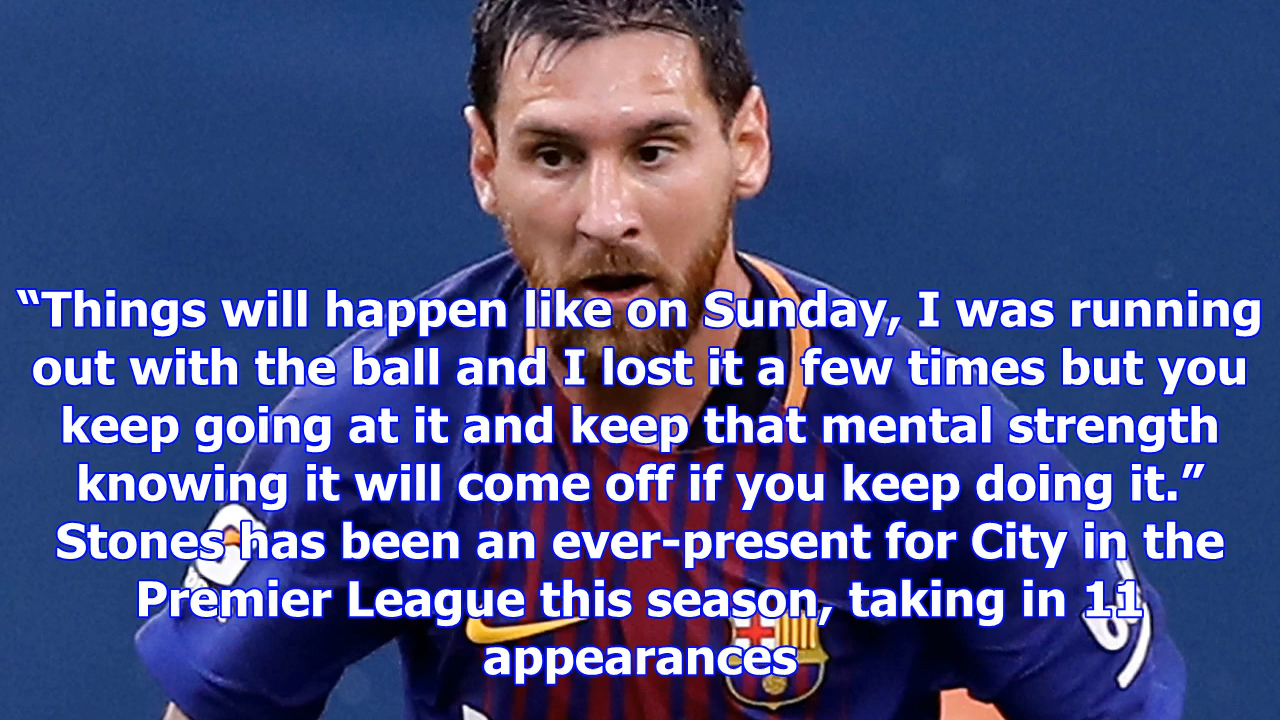 “Things will happen like on Sunday, I was running
out with the ball and I lost it a few times but you
keep going at it and keep that mental strength
knowing it will come off if you keep doing it.”
Stones has been an ever-present for City in the
Premier League this season, taking in 11
appearances